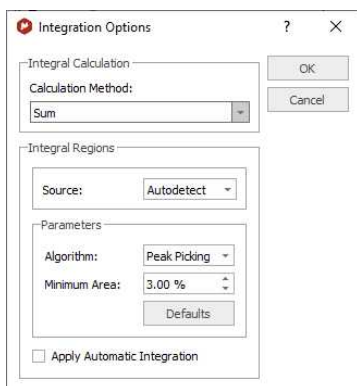 Integration Options ?
Integral Calculation
OK
Calculation Method:
Cancel
Sum
Integral Regions
Source: Autodetect
Parameters
Algorithm: Peak Picking
Minimum Area: 3.00 %
Defaults
Apply Automatic Integration